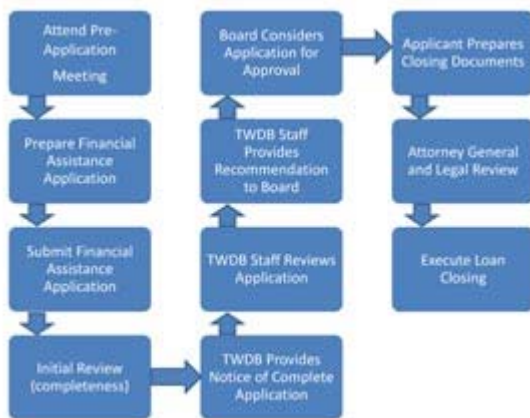 Attend Pre-
Application
Meeting
Prepare Financial
Assistance
Application
Submit Financial
Assistance
Application
Initial Review
(completeness)
TWDB Provides
Notice of Complete
Application
TWDB Staff Reviews
Application
TWDB Staff
Provides
Recommendation
to Board
Board Considers
Application for
Approval
Applicant Prepares
Closing Documents
Attorney General
and Legal Review
Execute Loan
Closing